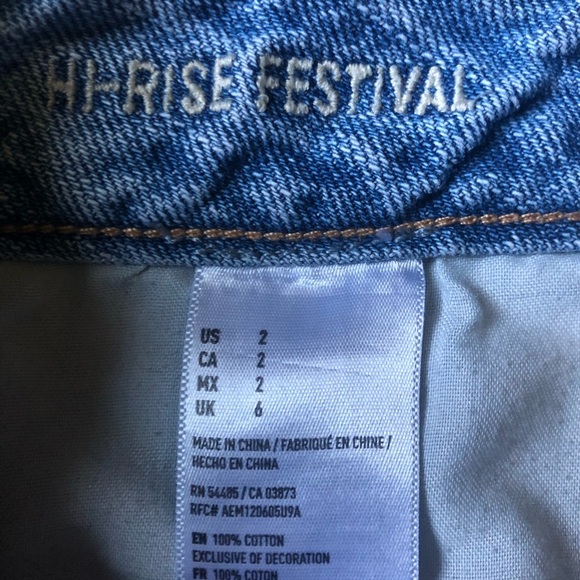 HI-RISE FESTIVAL
US 2
CA 2
MX 2
UK 6
MADE IN CHINA / FABRIQUÉ EN CHINE /
HECHO EN CHINA
RN 54485 / CA 03873
RFC# AEM120605U9A
EN 100% COTTON
EXCLUSIVE OF DECORATION
FR 100% COTON